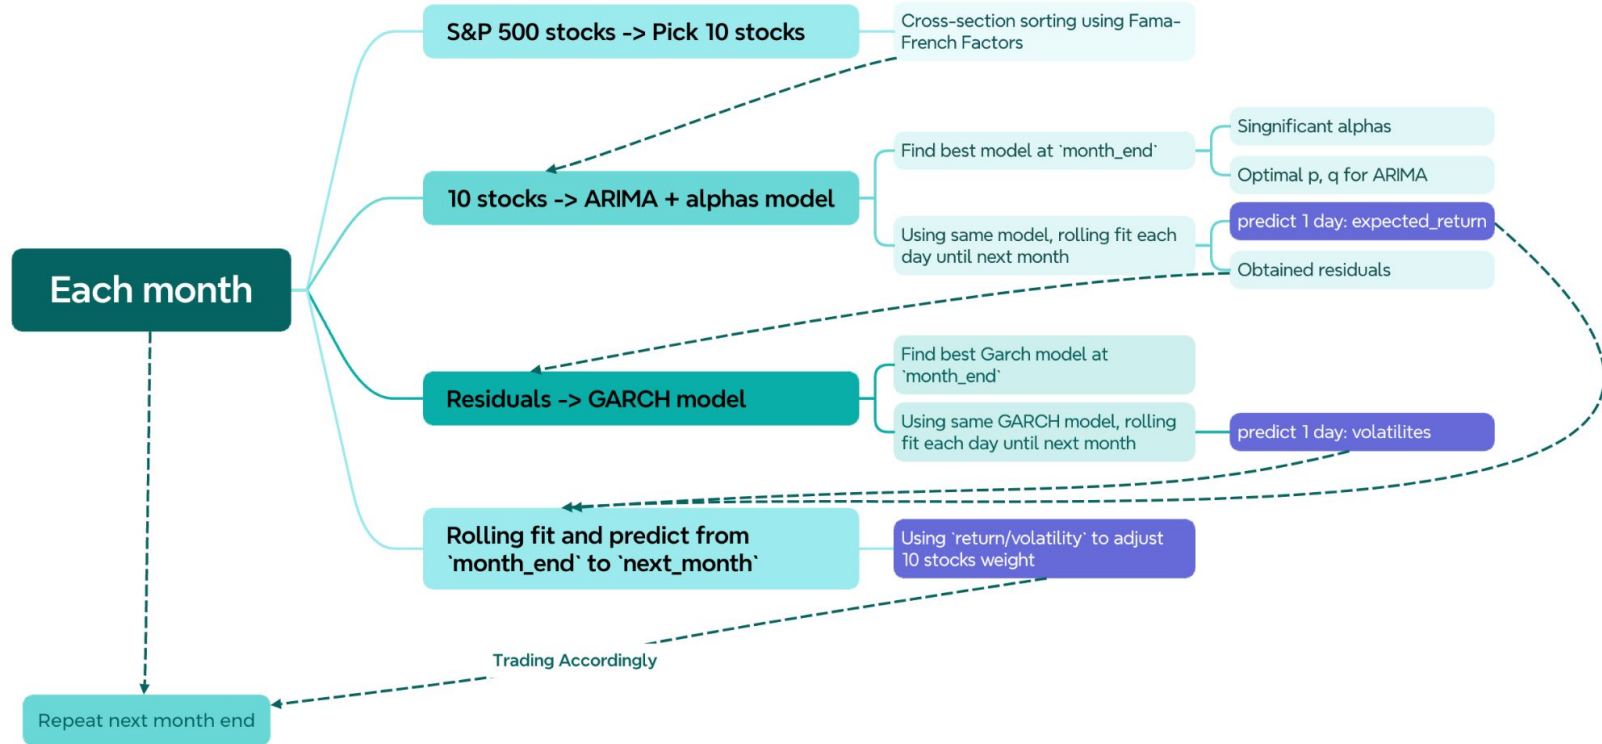 S&P 500 stocks -> Pick 10 stocks
Cross-section sorting using Fama-
French Factors
Singnificant alphas
Find best model at `month_end`
Optimal p, q for ARIMA
10 stocks -> ARIMA + alphas model
predict 1 day: expected_return
Using same model, rolling fit each
day until next month
Obtained residuals
Each month
Find best Garch model at
`month_end`
Residuals -> GARCH model
Using same GARCH model, rolling
fit each day until next month
predict 1 day: volatilites
Rolling fit and predict from
`month_end` to `next_month`
Using `return/volatility` to adjust
10 stocks weight
Trading Accordingly
Repeat next month end